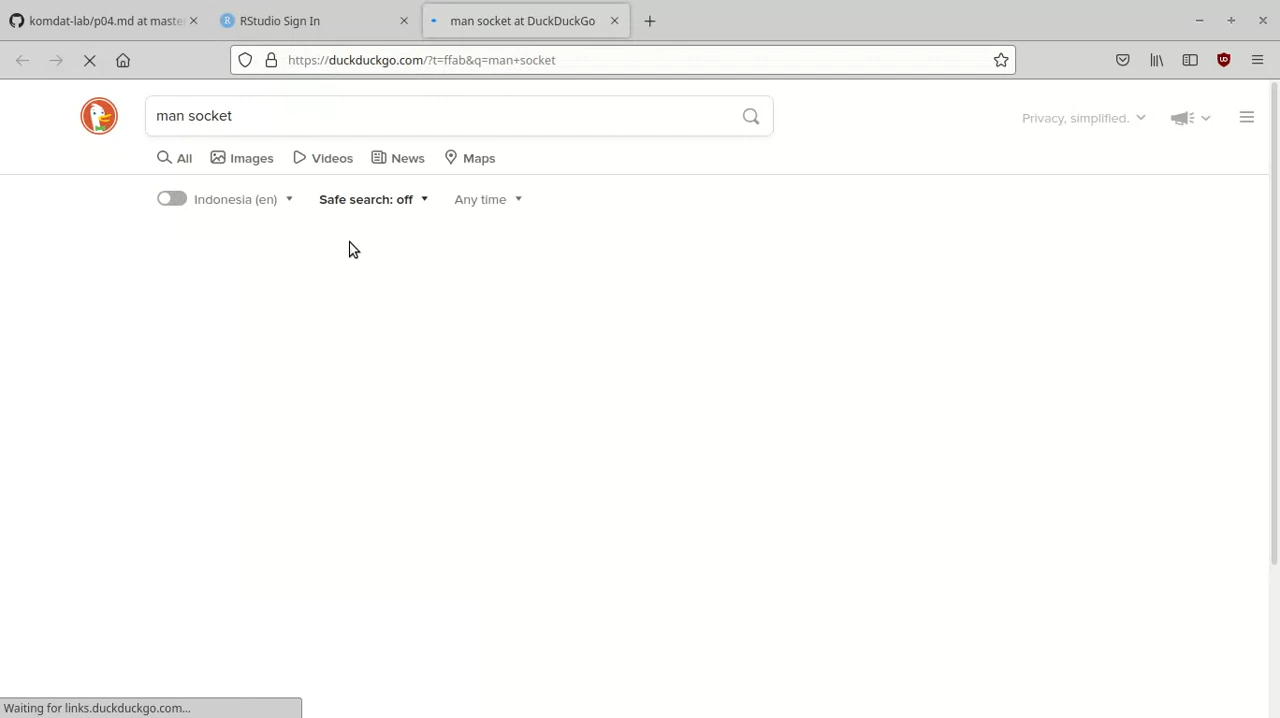 komdat-lab/p04.md at maste
RStudio Sign In
man socket at DuckDuckGo
https://duckduckgo.com/?t=ffab&q=man+socket
man socket
Privacy, simplified.
All
Images
Videos
News
Maps
Indonesia (en)
Safe search: off
Any time
Waiting for links.duckduckgo.com...